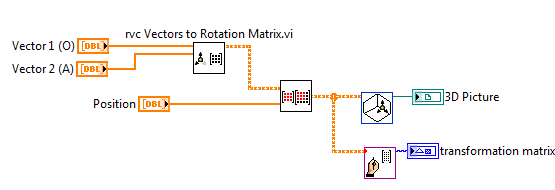 rvc Vectors to Rotation Matrix.vi
Vector 1 (O)
DBL
Vector 2 (A)
DBL
Position
DBL
3D Picture
transformation matrix